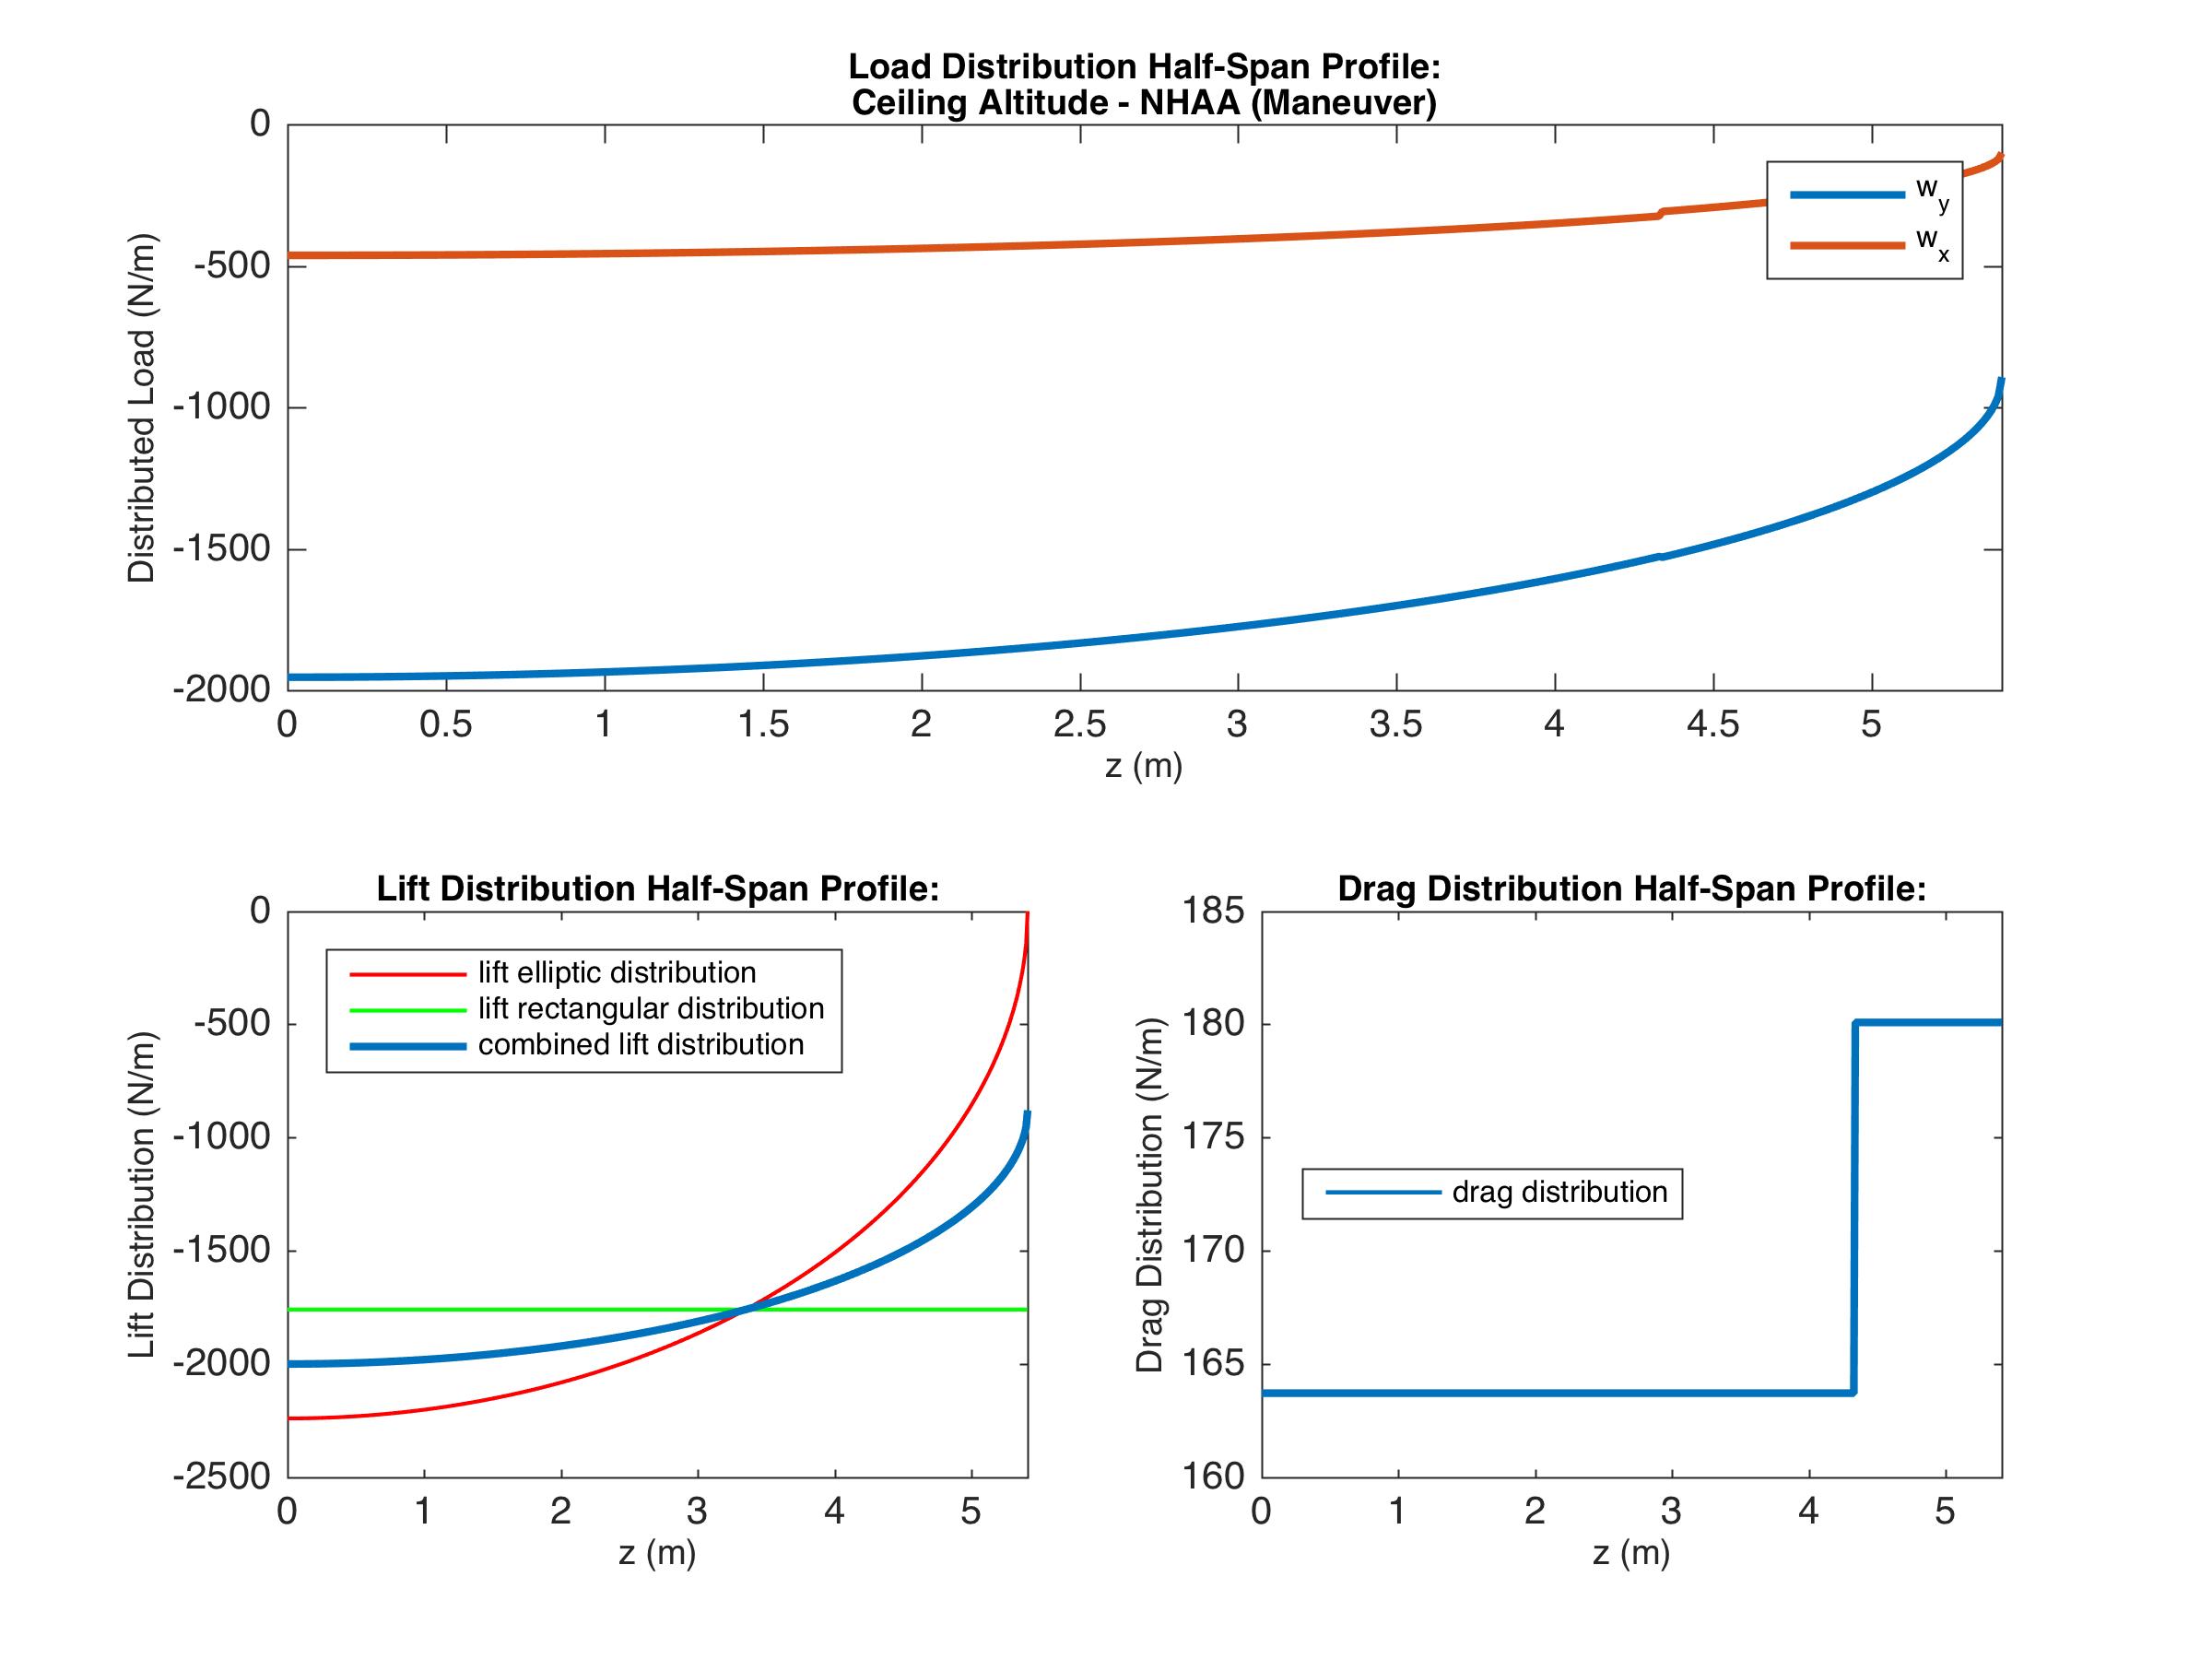 Load Distribution Half-Span Profile:
Ceiling Altitude - NHAA (Maneuver)
Distributed Load (N/m)
0
-500
-1000
-1500
-2000
w_y
w_x
0 0.5 1 1.5 2 2.5 3 3.5 4 4.5 5
z (m)
Lift Distribution Half-Span Profile:
Lift Distribution (N/m)
0
-500
-1000
-1500
-2000
-2500
lift elliptic distribution
lift rectangular distribution
combined lift distribution
0 1 2 3 4 5
z (m)
Drag Distribution Half-Span Profile:
Drag Distribution (N/m)
185
180
175
170
165
160
drag distribution
0 1 2 3 4 5
z (m)